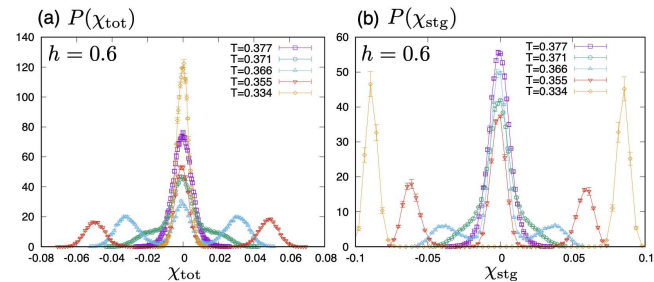 (a) P(χtot)
h = 0.6
T=0.377
T=0.371
T=0.366
T=0.355
T=0.334
140
120
100
80
60
40
20
0
-0.08 -0.06 -0.04 -0.02 0 0.02 0.04 0.06 0.08
χtot
(b) P(χstg)
h = 0.6
T=0.377
T=0.371
T=0.366
T=0.355
T=0.334
60
50
40
30
20
10
0
-0.1 -0.05 0 0.05 0.1
χstg